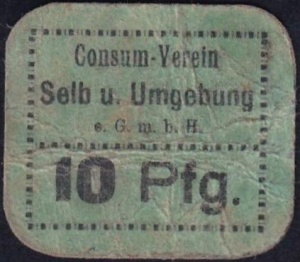 Consum-Verein
Selb u. Umgebung
e. G. m. b. H.
10 Pfg.